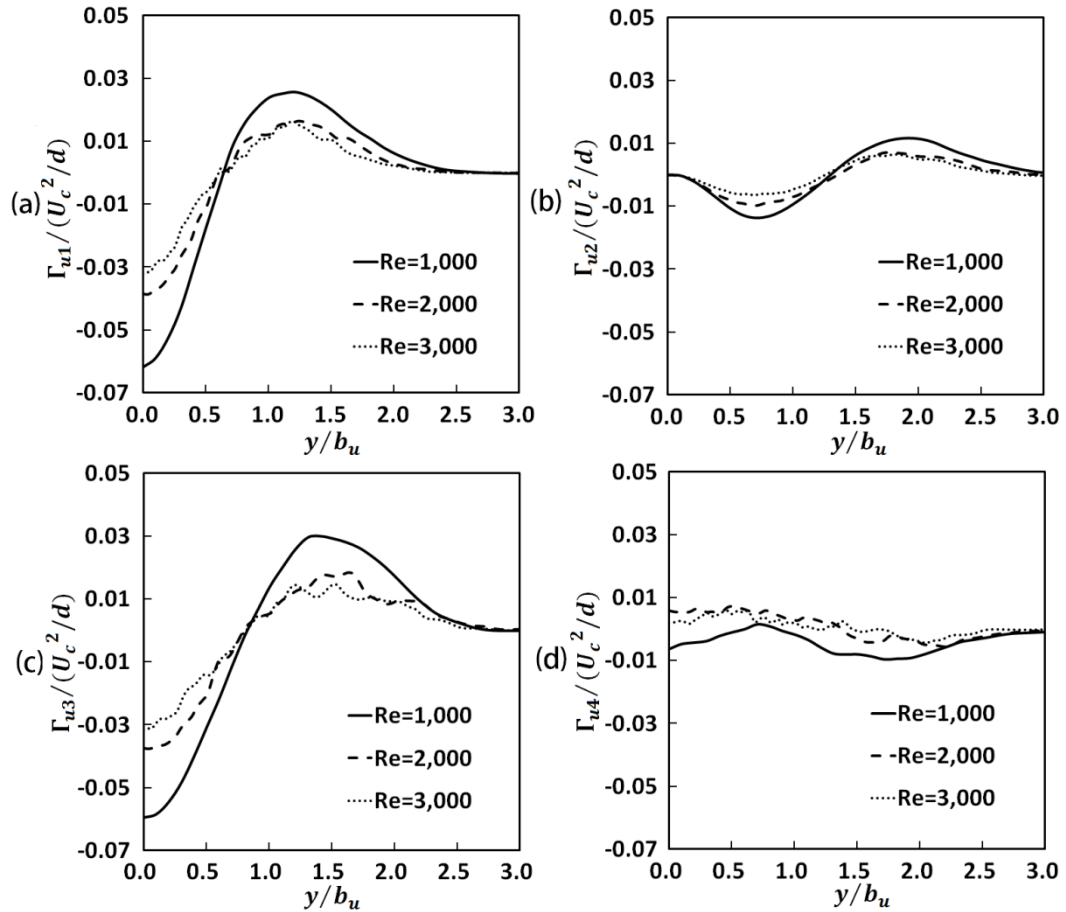 (a)
Γu1/(Uc²/d)
0.05
0.03
0.01
-0.01
-0.03
-0.05
-0.07
Re=1,000
Re=2,000
Re=3,000
0.0 0.5 1.0 1.5 2.0 2.5 3.0
y/bu
(b)
Γu2/(Uc²/d)
0.05
0.03
0.01
-0.01
-0.03
-0.05
-0.07
Re=1,000
Re=2,000
Re=3,000
0.0 0.5 1.0 1.5 2.0 2.5 3.0
y/bu
(c)
Γu3/(Uc²/d)
0.05
0.03
0.01
-0.01
-0.03
-0.05
-0.07
Re=1,000
Re=2,000
Re=3,000
0.0 0.5 1.0 1.5 2.0 2.5 3.0
y/bu
(d)
Γu4/(Uc²/d)
0.05
0.03
0.01
-0.01
-0.03
-0.05
-0.07
Re=1,000
Re=2,000
Re=3,000
0.0 0.5 1.0 1.5 2.0 2.5 3.0
y/bu